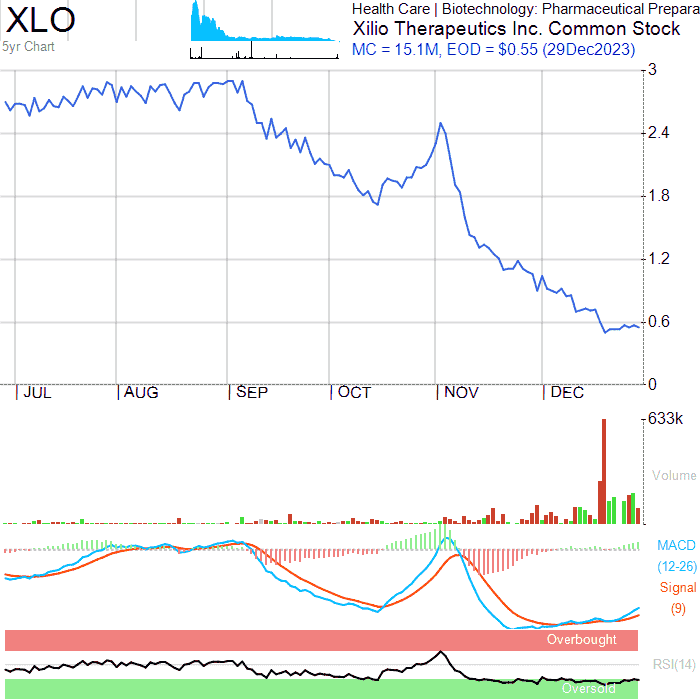 XLO
5yr Chart
Health Care | Biotechnology: Pharmaceutical Prepara
Xilio Therapeutics Inc. Common Stock
MC = 15.1M, EOD = $0.55 (29Dec2023)
3
2.4
1.8
1.2
0.6
0
JUL
AUG
SEP
OCT
NOV
DEC
633k
Volume
MACD
(12-26)
Signal
(9)
Overbought
RSI(14)
Oversold